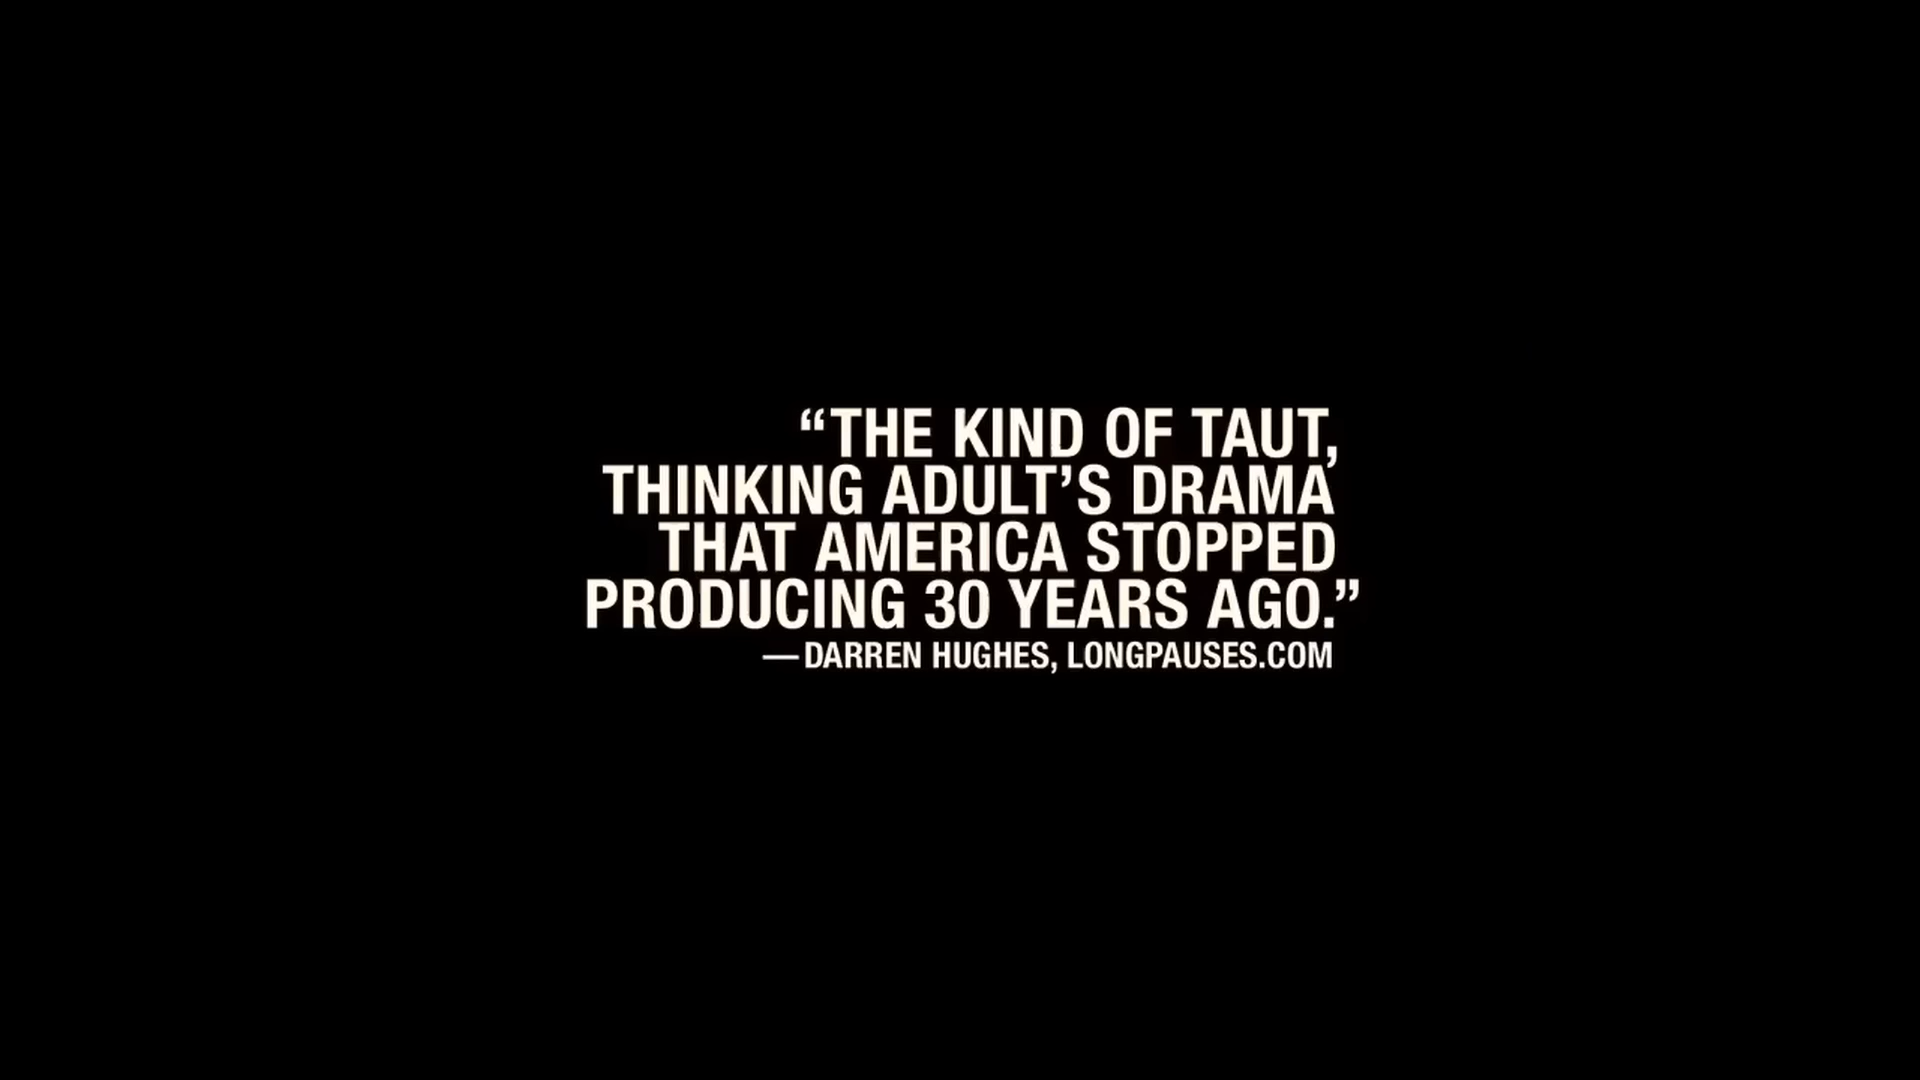 “THE KIND OF TAUT,
THINKING ADULT’S DRAMA
THAT AMERICA STOPPED
PRODUCING 30 YEARS AGO.”
—DARREN HUGHES, LONGPAUSES.COM